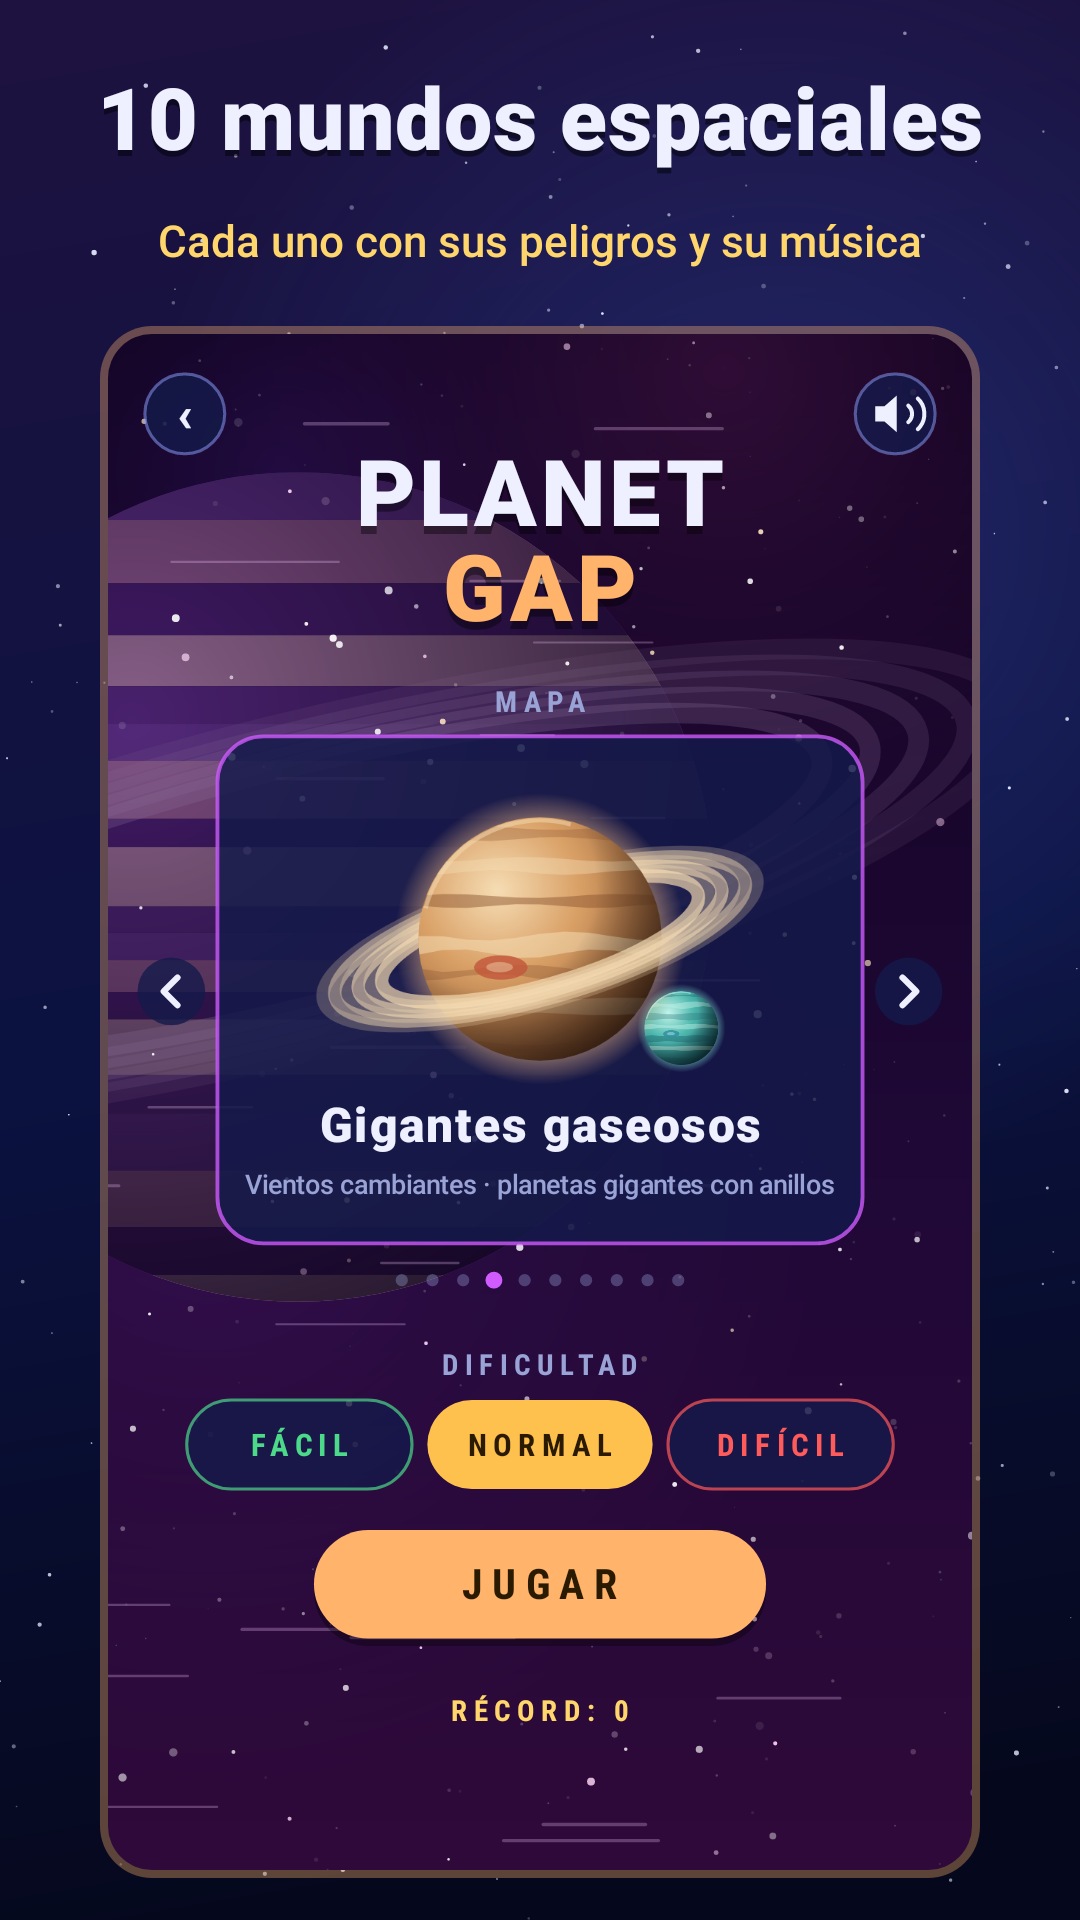 10 mundos espaciales
Cada uno con sus peligros y su música
PLANET
GAP
MAPA
Gigantes gaseosos
Vientos cambiantes · planetas gigantes con anillos
DIFICULTAD
FÁCIL NORMAL DIFÍCIL
JUGAR
RÉCORD: 0